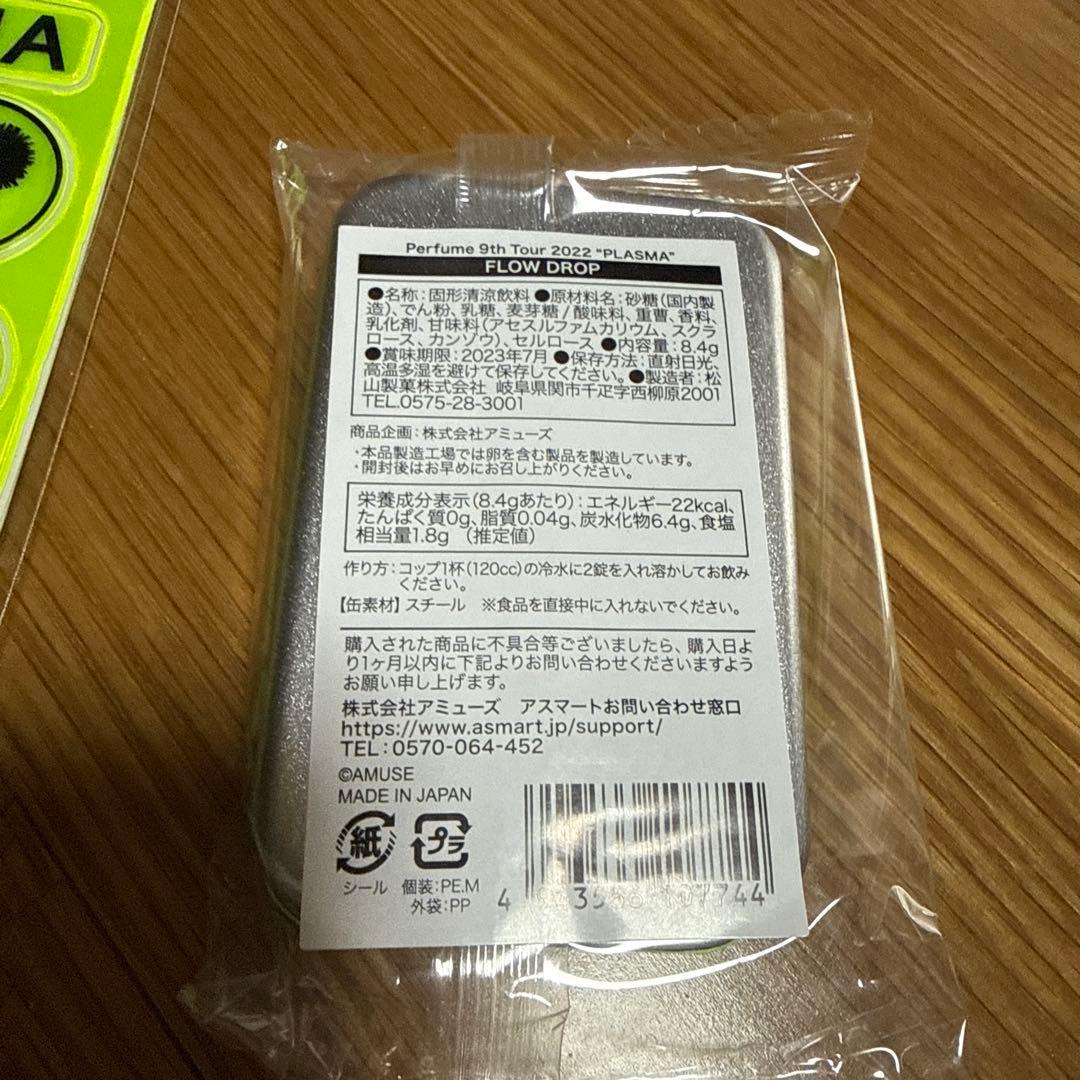 MA
Perfume 9th Tour 2022 "PLASMA"
FLOW DROP
●名称：固形清涼飲料 ●原材料名：砂糖（国内製
造）、でん粉、乳糖、麦芽糖 / 酸味料、重曹、香料、
乳化剤、甘味料（アセスルファムカリウム、スクラ
ロース、カンゾウ）、セルロース ●内容量：8.4g
●賞味期限：2023年7月 ●保存方法：直射日光、
高温多湿を避けて保存してください。●製造者：松
山製菓株式会社 岐阜県関市千疋字西柳原2001
TEL.0575-28-3001
商品企画：株式会社アミューズ
・本品製造工場では卵を含む製品を製造しています。
・開封後はお早めにお召し上がりください。
栄養成分表示（8.4gあたり）：エネルギー22kcal、
たんぱく質0g、脂質0.04g、炭水化物6.4g、食塩
相当量1.8g （推定値）
作り方：コップ1杯（120cc）の冷水に2錠を入れ溶かしてお飲み
ください。
【缶素材】スチール ※食品を直接中に入れないでください。
購入された商品に不具合等ございましたら、購入日よ
り1ヶ月以内に下記よりお問い合わせくださいますよう
お願い申し上げます。
株式会社アミューズ アスマートお問い合わせ窓口
https://www.asmart.jp/support/
TEL：0570-064-452
©AMUSE
MADE IN JAPAN
紙 プラ
シール 個装：PE.M
外袋：PP
4